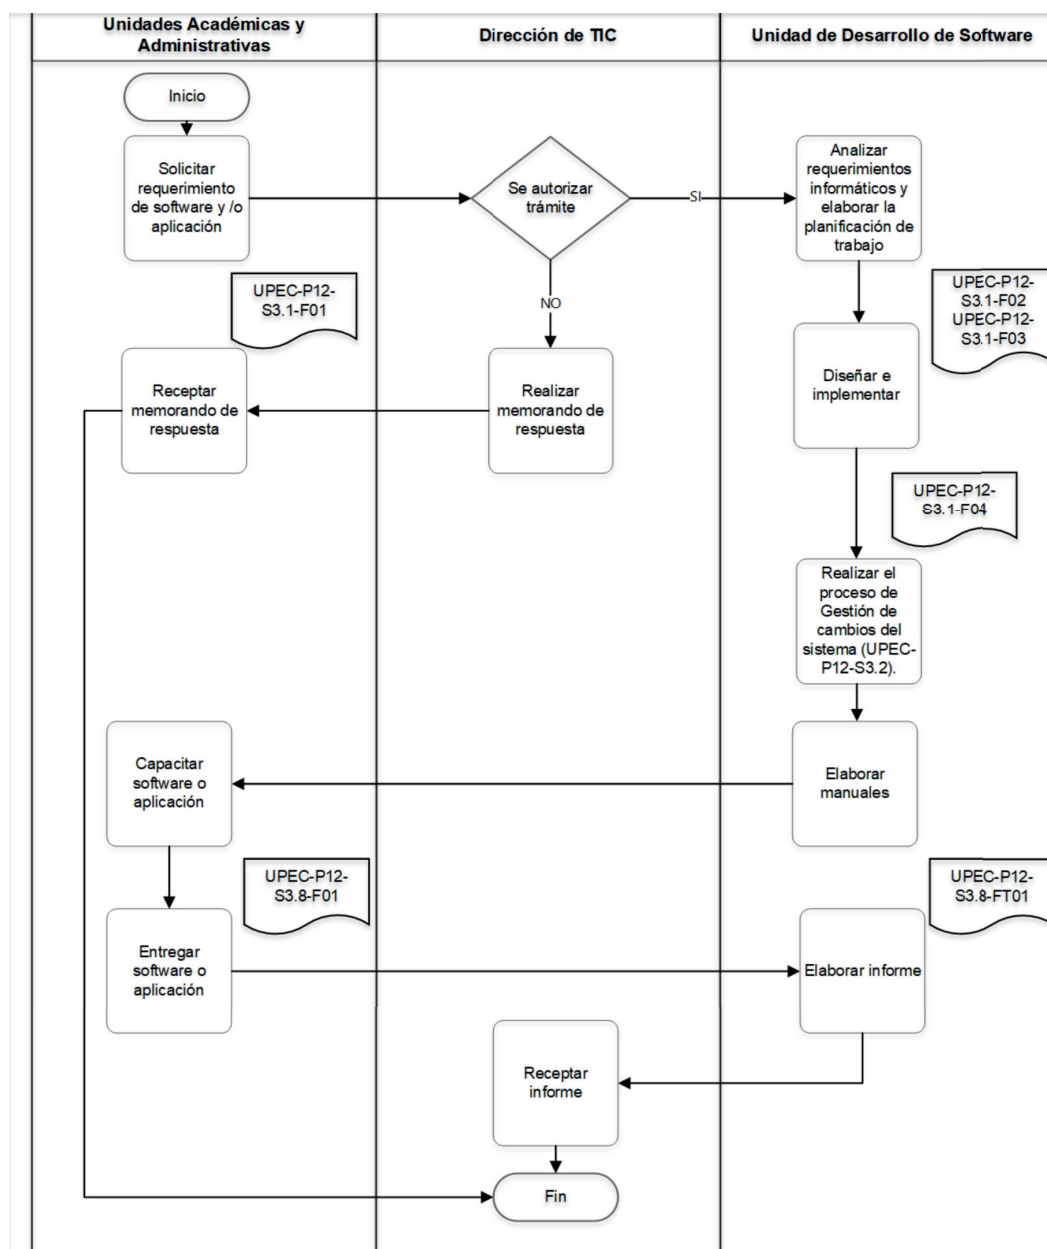 Unidades Académicas y
Administrativas
Dirección de TIC
Unidad de Desarrollo de Software
Inicio
Solicitar
requerimiento
de software y /o
aplicación
Se autorizar
trámite
SI
Analizar
requerimientos
informáticos y
elaborar la
planificación de
trabajo
UPEC-P12-
S3.1-F01
NO
UPEC-P12-
S3.1-F02
UPEC-P12-
S3.1-F03
Receptar
memorando de
respuesta
Realizar
memorando de
respuesta
Diseñar e
implementar
UPEC-P12-
S3.1-F04
Realizar el
proceso de
Gestión de
cambios del
sistema (UPEC-
P12-S3.2).
Capacitar
software o
aplicación
Elaborar
manuales
UPEC-P12-
S3.8-F01
UPEC-P12-
S3.8-FT01
Entregar
software o
aplicación
Elaborar informe
Receptar
informe
Fin